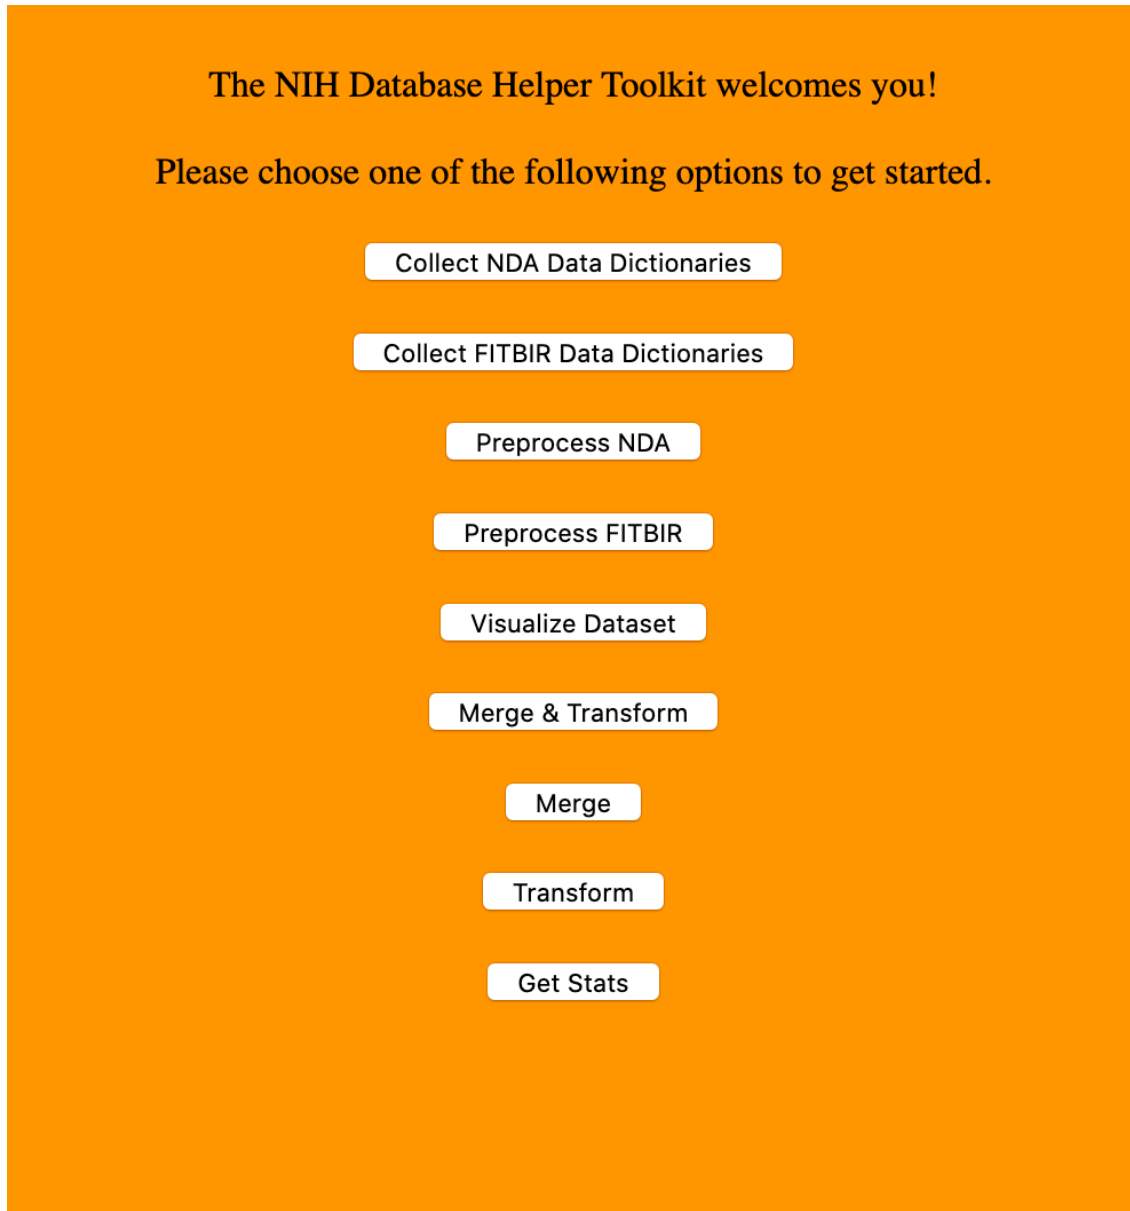 The NIH Database Helper Toolkit welcomes you!
Please choose one of the following options to get started.
Collect NDA Data Dictionaries
Collect FITBIR Data Dictionaries
Preprocess NDA
Preprocess FITBIR
Visualize Dataset
Merge & Transform
Merge
Transform
Get Stats